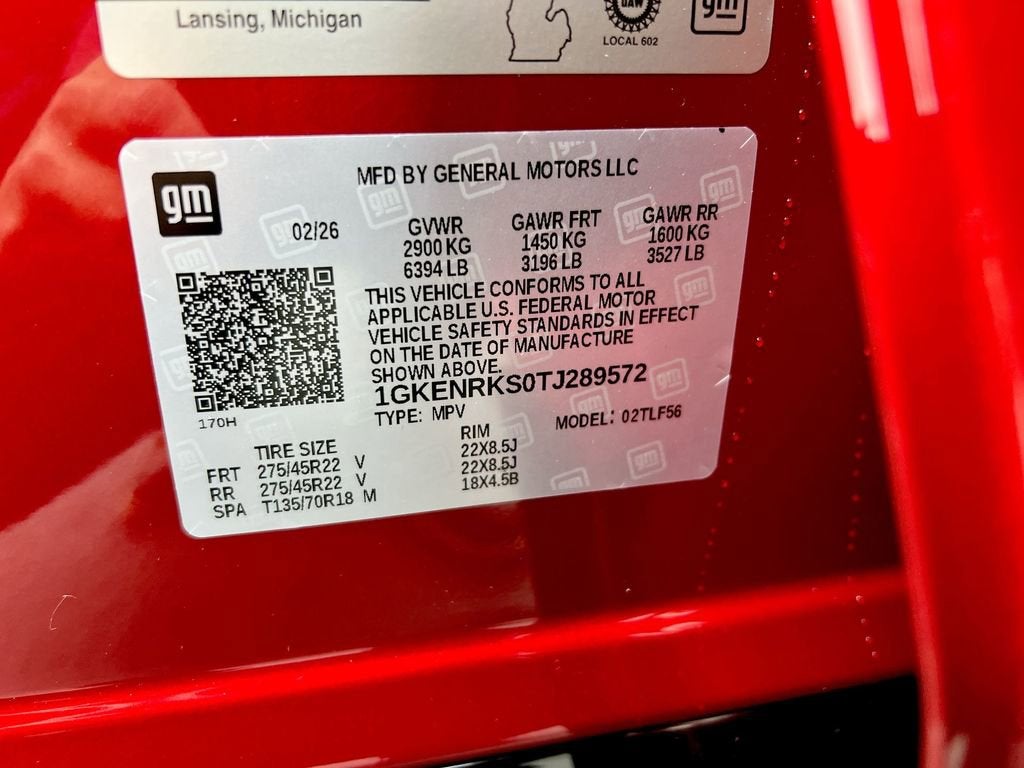 Lansing, Michigan
UAW
LOCAL 602
gm
gm
MFD BY GENERAL MOTORS LLC
02/26
GVWR GAWR FRT GAWR RR
2900 KG 1450 KG 1600 KG
6394 LB 3196 LB 3527 LB
THIS VEHICLE CONFORMS TO ALL
APPLICABLE U.S. FEDERAL MOTOR
VEHICLE SAFETY STANDARDS IN EFFECT
ON THE DATE OF MANUFACTURE
SHOWN ABOVE.
1GKENRKS0TJ289572
170H
TYPE: MPV MODEL: 02TLF56
TIRE SIZE RIM
FRT 275/45R22 V 22X8.5J
RR 275/45R22 V 22X8.5J
SPA T135/70R18 M 18X4.5B